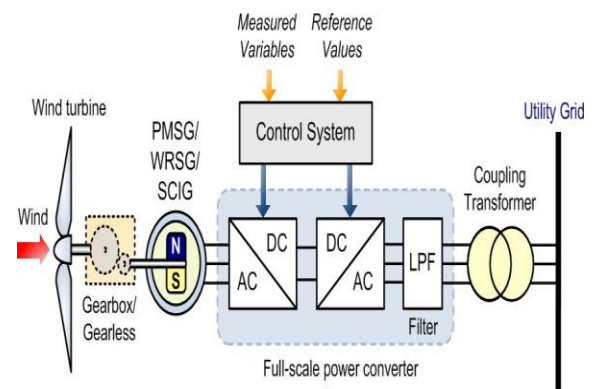 Measured
Variables
Reference
Values
Wind turbine
PMSG/
WRSG/
SCIG
Control System
Utility Grid
Coupling
Transformer
Wind
N
S
DC
AC
DC
AC
LPF
Filter
Gearbox/
Gearless
Full-scale power converter